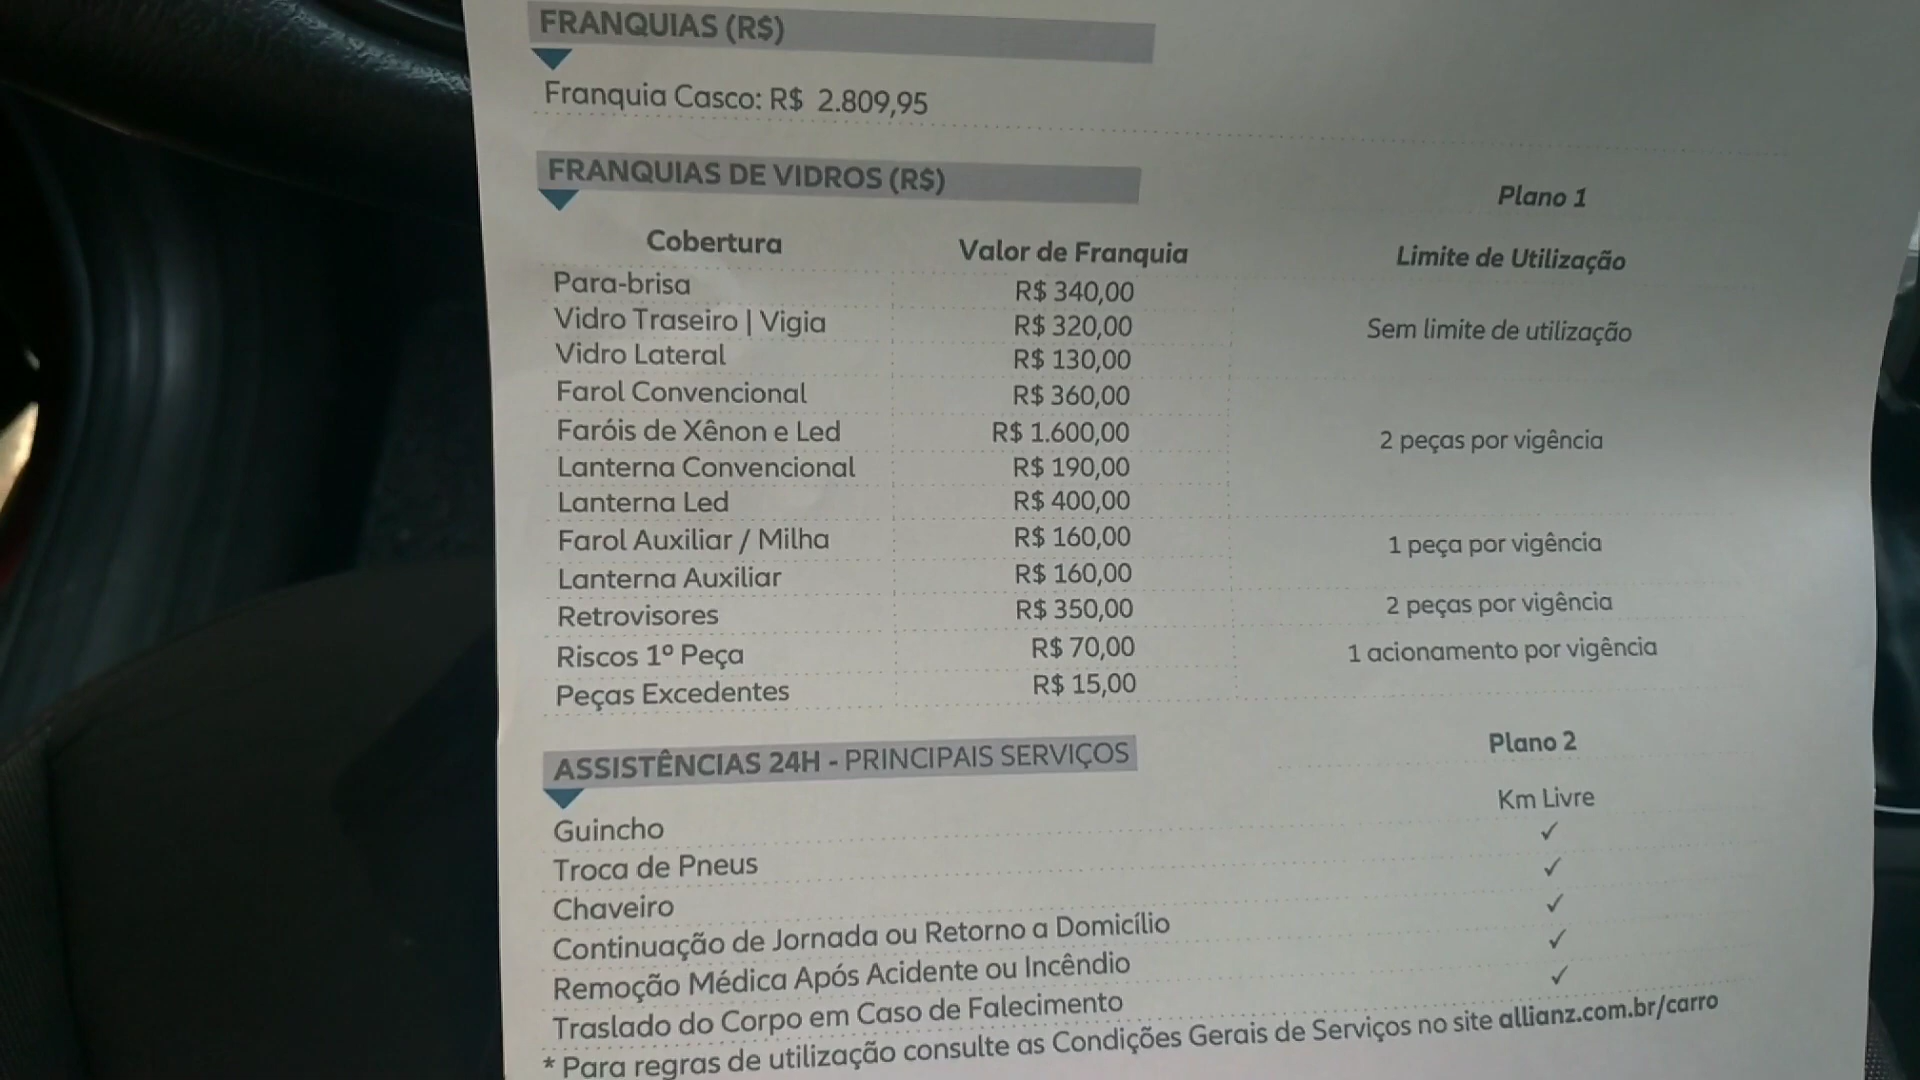 FRANQUIAS (R$)
Franquia Casco: R$ 2.809,95
FRANQUIAS DE VIDROS (R$)
Plano 1
Cobertura Valor de Franquia Limite de Utilização
Para-brisa R$ 340,00
Vidro Traseiro | Vigia R$ 320,00 Sem limite de utilização
Vidro Lateral R$ 130,00
Farol Convencional R$ 360,00
Faróis de Xênon e Led R$ 1.600,00 2 peças por vigência
Lanterna Convencional R$ 190,00
Lanterna Led R$ 400,00
Farol Auxiliar / Milha R$ 160,00 1 peça por vigência
Lanterna Auxiliar R$ 160,00
Retrovisores R$ 350,00 2 peças por vigência
Riscos 1º Peça R$ 70,00 1 acionamento por vigência
Peças Excedentes R$ 15,00
ASSISTÊNCIAS 24H - PRINCIPAIS SERVIÇOS Plano 2
Guincho Km Livre
Troca de Pneus ✓
Chaveiro ✓
Continuação de Jornada ou Retorno a Domicílio ✓
Remoção Médica Após Acidente ou Incêndio ✓
Traslado do Corpo em Caso de Falecimento ✓
* Para regras de utilização consulte as Condições Gerais de Serviços no site allianz.com.br/carro